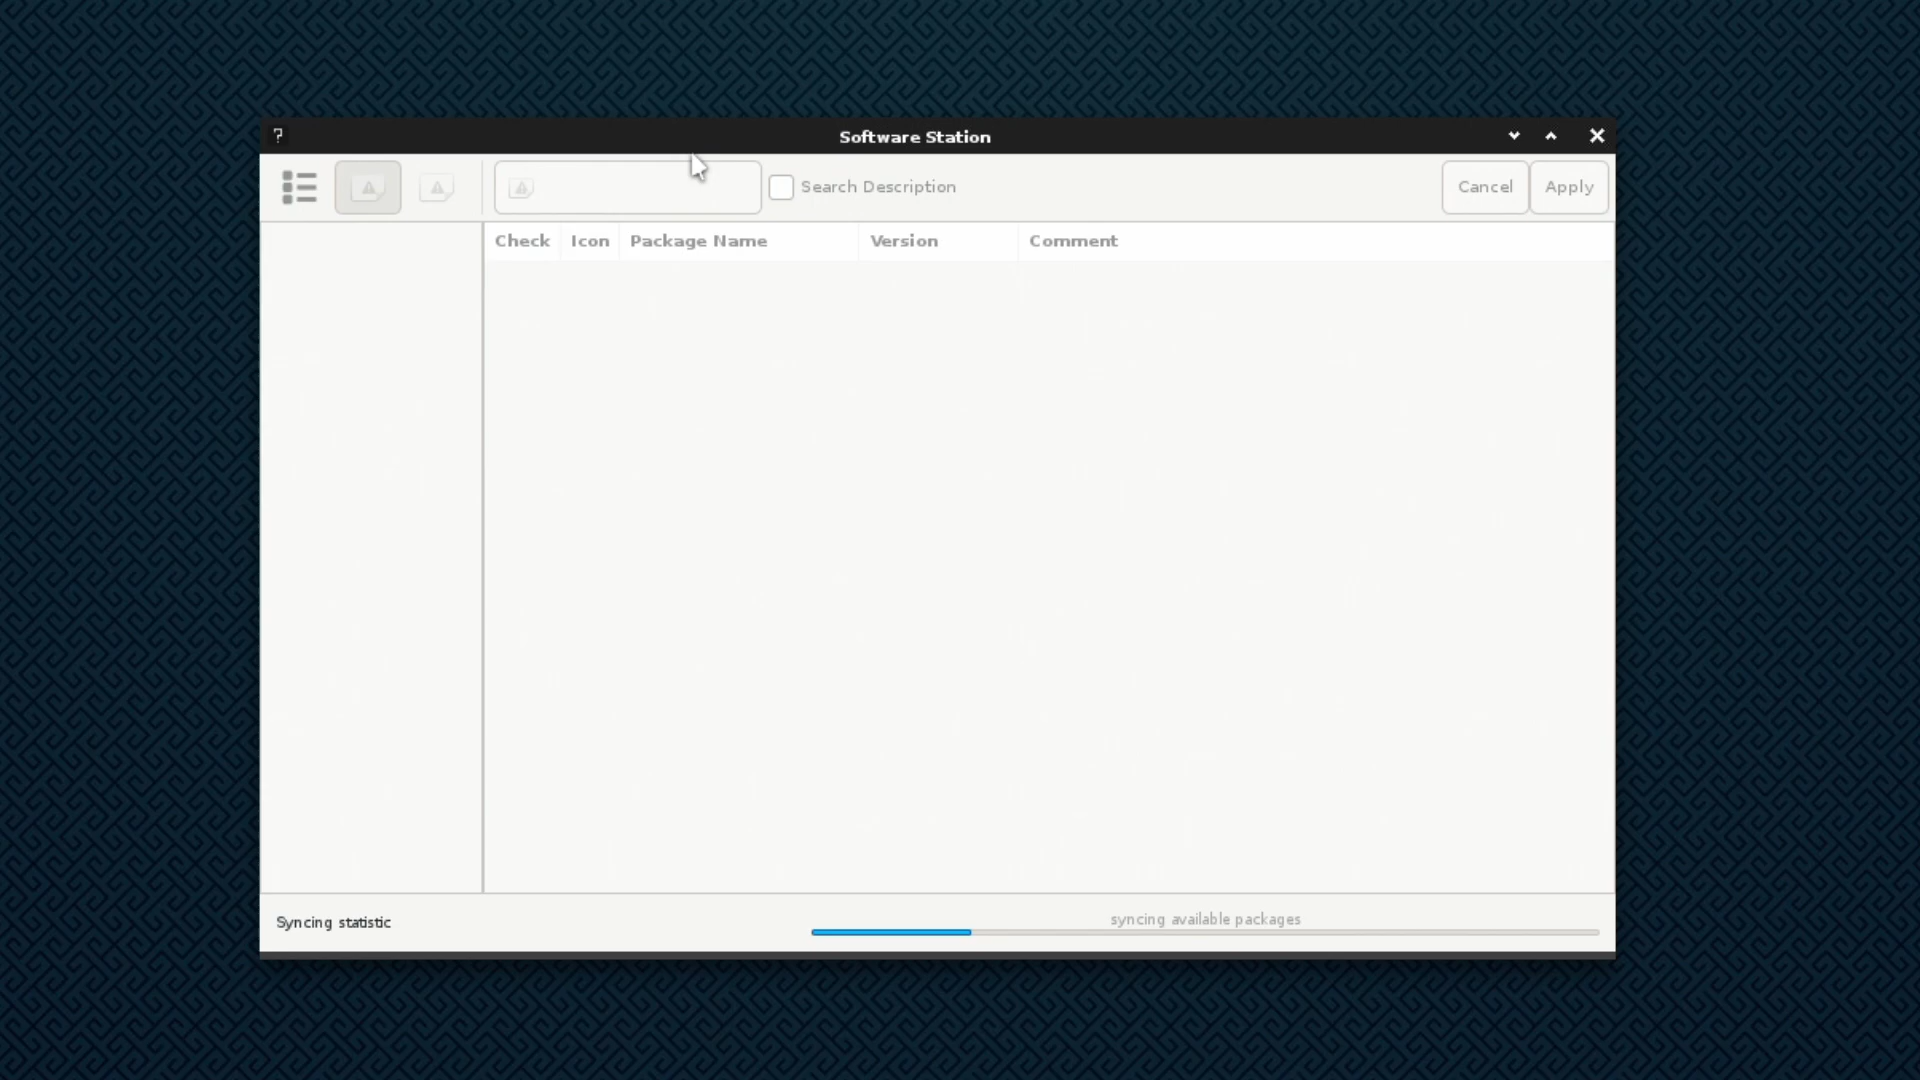 ?
Software Station
Search Description
Cancel
Apply
Check
Icon
Package Name
Version
Comment
Syncing statistic
syncing available packages